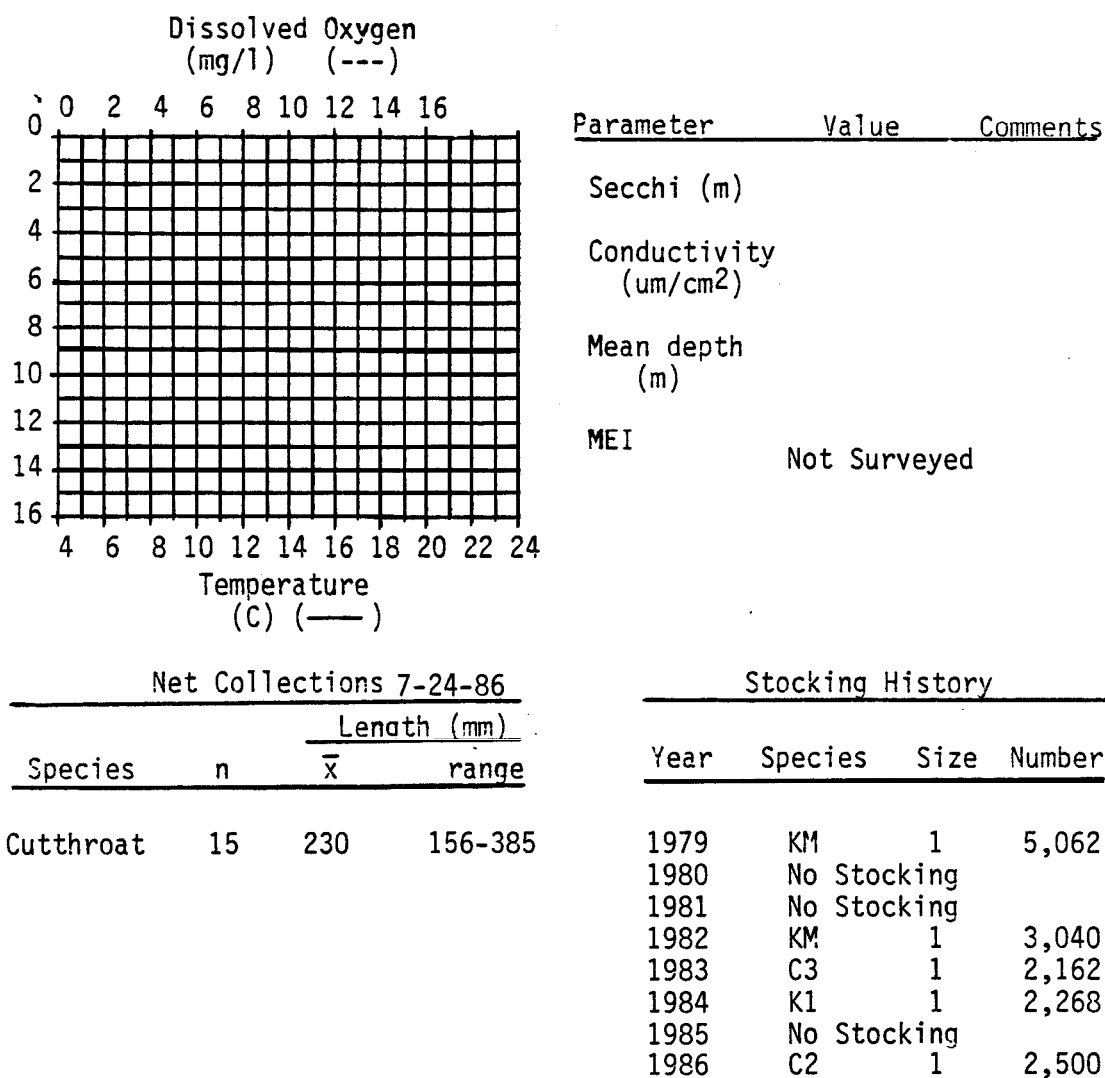 Dissolved Oxygen
(mg/l) (---)
0 2 4 6 8 10 12 14 16
0
2
4
6
8
10
12
14
16
4 6 8 10 12 14 16 18 20 22 24
Temperature
(C) (—)
Parameter Value Comments
Secchi (m)
Conductivity
(um/cm2)
Mean depth
(m)
MEI
Not Surveyed
Net Collections 7-24-86
Length (mm)
Species n x̄ range
Cutthroat 15 230 156-385
Stocking History
Year Species Size Number
1979 KM 1 5,062
1980 No Stocking
1981 No Stocking
1982 KM 1 3,040
1983 C3 1 2,162
1984 K1 1 2,268
1985 No Stocking
1986 C2 1 2,500